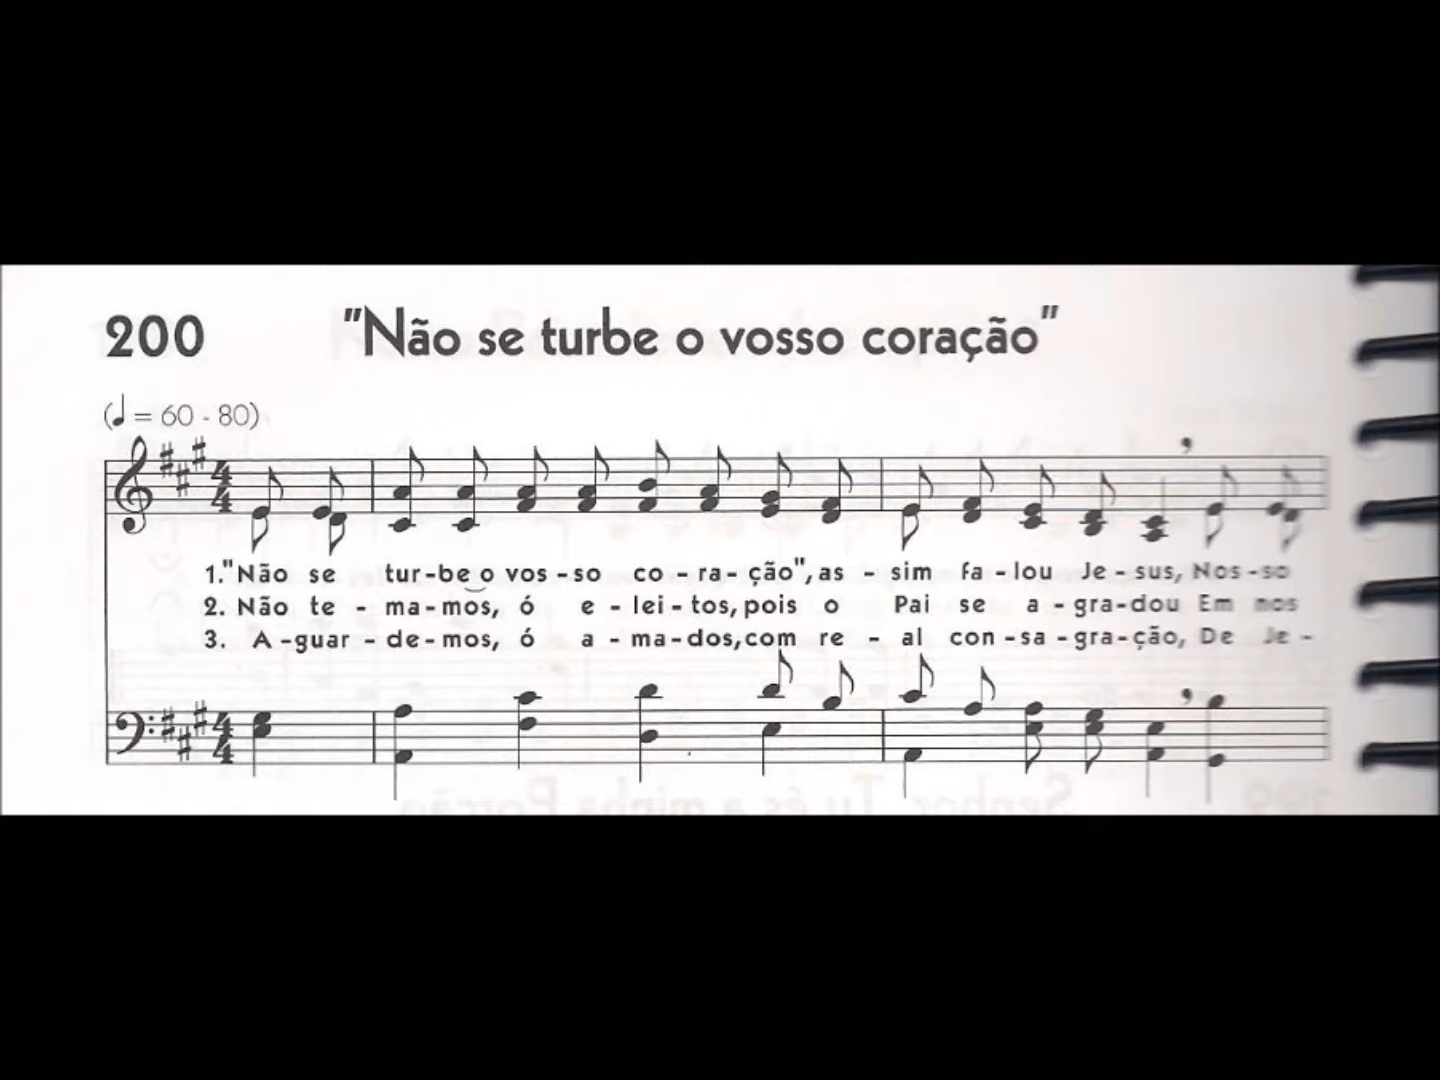 200 "Não se turbe o vosso coração"
(♩ = 60 - 80)
1."Não se tur-be o vos-so co-ra-ção", as-sim fa-lou Je-sus, Nos-so
2. Não te-ma-mos, ó e-lei-tos, pois o Pai se a-gra-dou Em nos
3. A-guar-de-mos, ó a-ma-dos, com re-al con-sa-gra-ção, De Je-